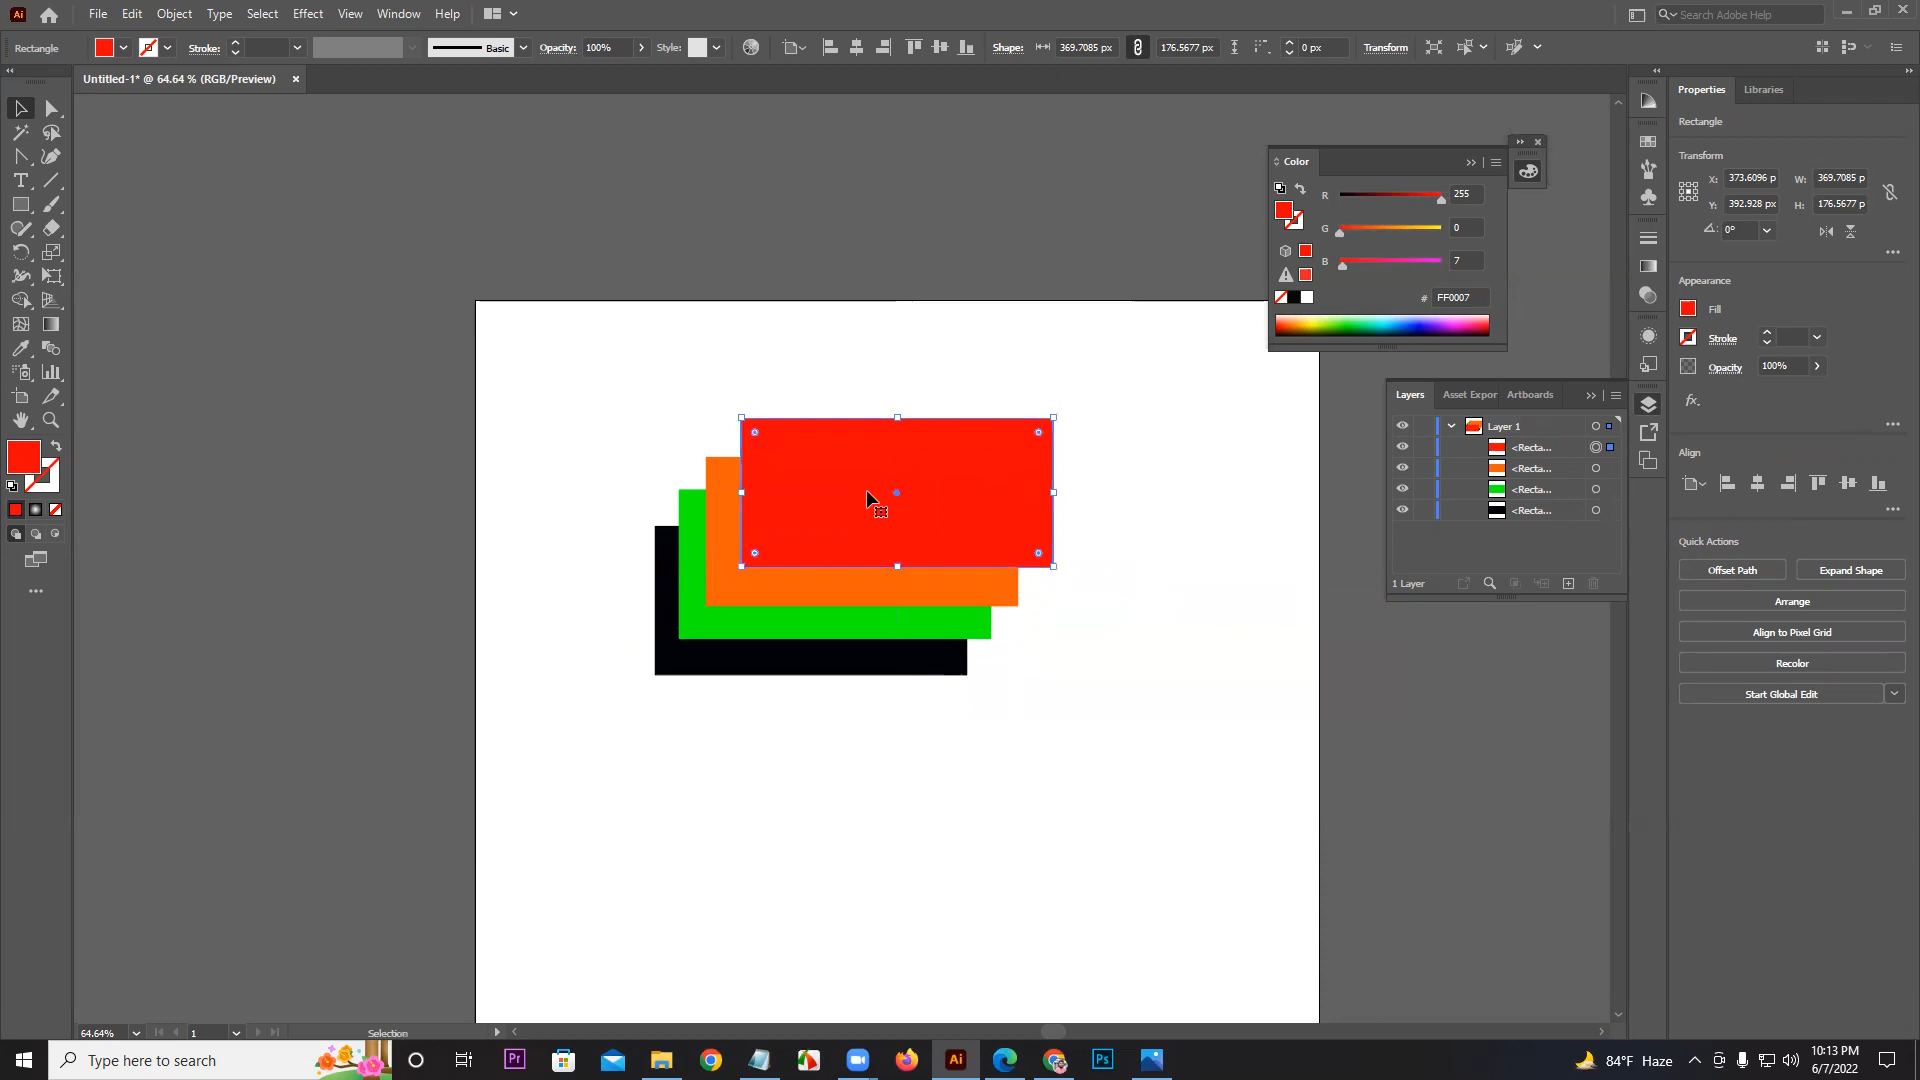 Ai File Edit Object Type Select Effect View Window Help Search Adobe Help
Rectangle Stroke: Basic Opacity: 100% Style: Shape: 369.7085 px 176.5677 px 0 px Transform
Untitled-1* @ 64.64 % (RGB/Preview)
Color
R 255
G 0
B 7
# FF0007
Layers Asset Expor Artboards
Layer 1
<Recta...
<Recta...
<Recta...
<Recta...
1 Layer
Properties Libraries
Rectangle
Transform
X: 373.6096 p W: 369.7085 p
Y: 392.928 px H: 176.5677 p
0°
Appearance
Fill
Stroke
Opacity 100%
fx.
Align
Quick Actions
Offset Path Expand Shape
Arrange
Align to Pixel Grid
Recolor
Start Global Edit
64.64% 1 Selection
Type here to search Pr Ai Ps 84°F Haze 10:13 PM
6/7/2022